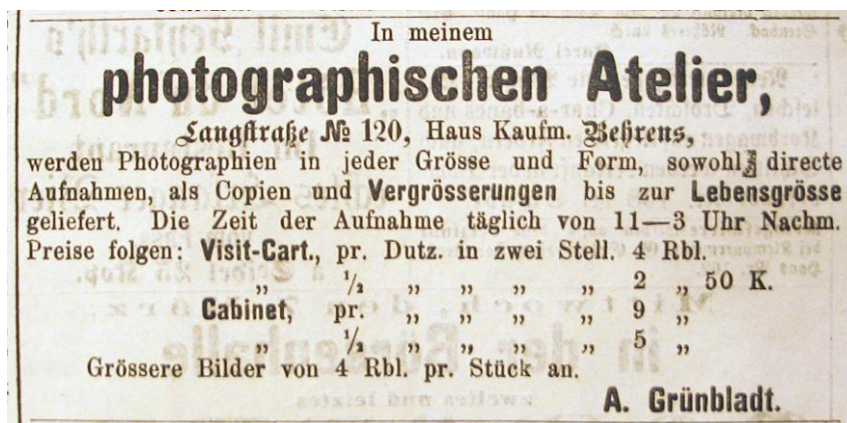 In meinem
photographischen Atelier,
Langstraße № 120, Haus Kaufm. Behrens,
werden Photographien in jeder Grösse und Form, sowohl directe
Aufnahmen, als Copien und Vergrösserungen bis zur Lebensgrösse
geliefert. Die Zeit der Aufnahme täglich von 11—3 Uhr Nachm.
Preise folgen: Visit-Cart., pr. Dutz. in zwei Stell. 4 Rbl.
„ ½ „ „ „ „ 2 „ 50 K.
Cabinet, pr. „ „ „ „ 9 „
„ ½ „ „ „ „ 5 „
Grössere Bilder von 4 Rbl. pr. Stück an.
A. Grünbladt.